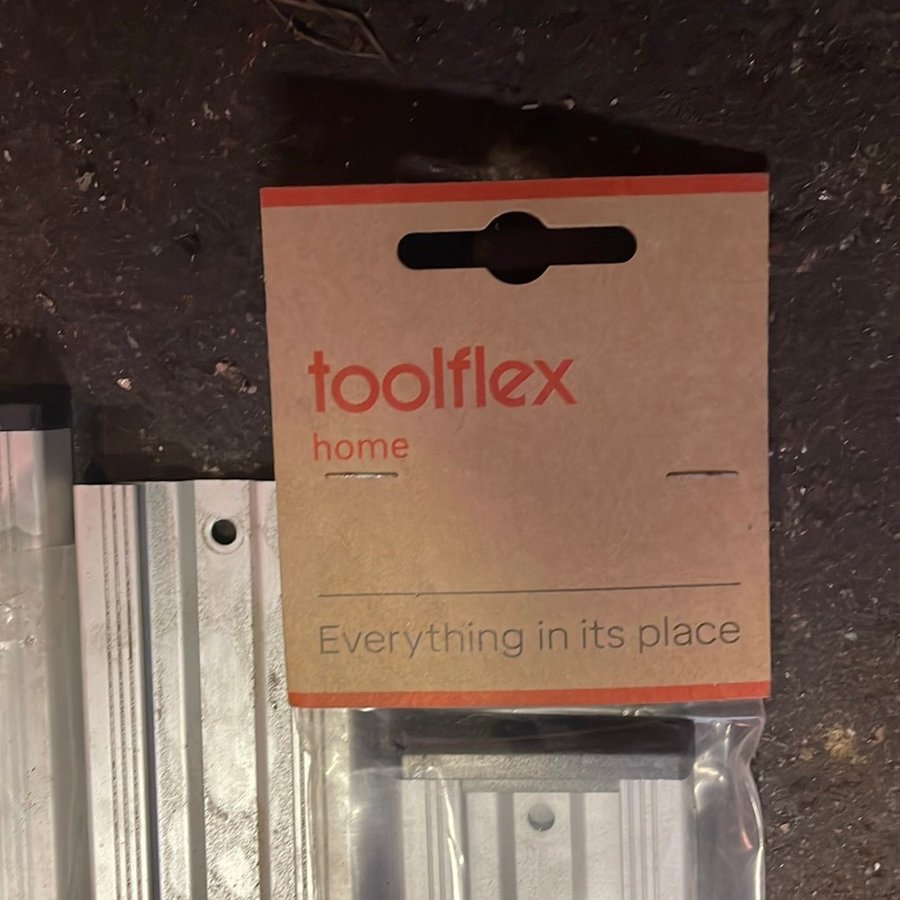 toolflex
home
Everything in its place